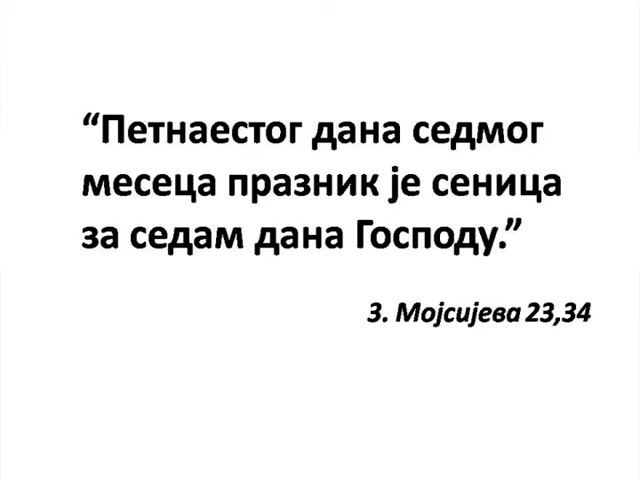 “Петнаестог дана седмог
месеца празник је сеница
за седам дана Господу.”
3. Мојсијева 23,34